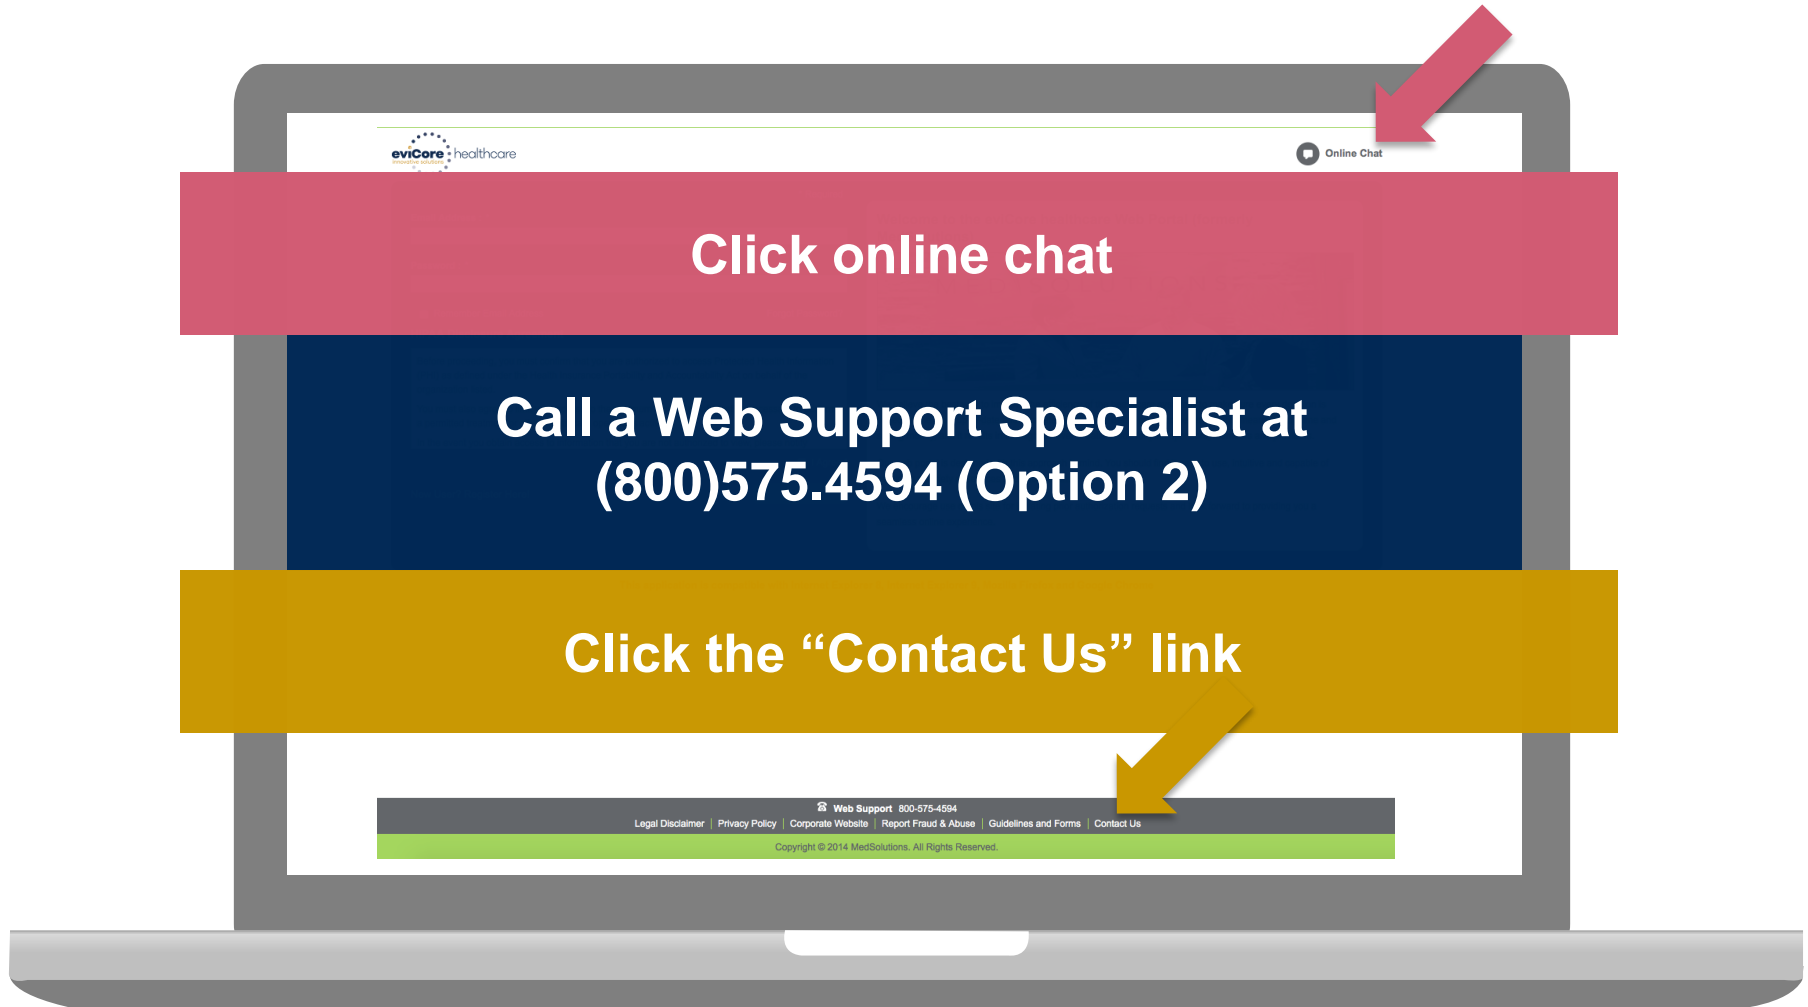 eviCore healthcare
innovative solutions
Online Chat
Click online chat
Call a Web Support Specialist at
(800)575.4594 (Option 2)
Click the “Contact Us” link
Web Support 800-575-4594
Legal Disclaimer | Privacy Policy | Corporate Website | Report Fraud & Abuse | Guidelines and Forms | Contact Us
Copyright © 2014 MedSolutions. All Rights Reserved.